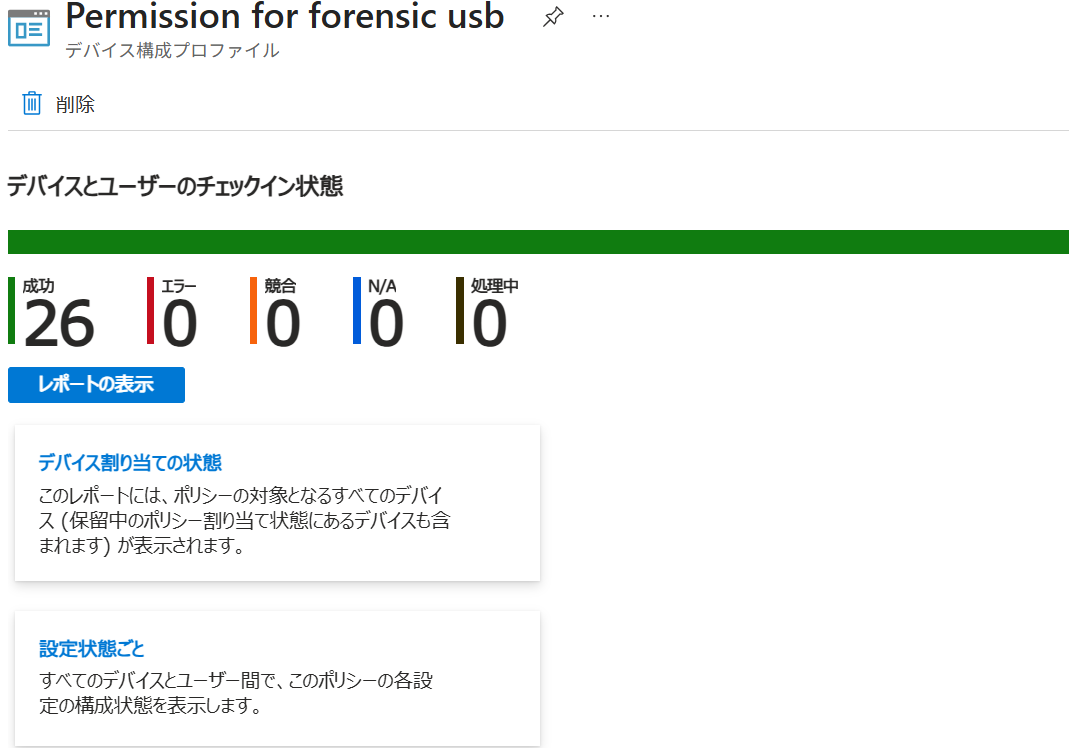 Permission for forensic usb
デバイス構成プロファイル
削除
デバイスとユーザーのチェックイン状態
成功 エラー 競合 N/A 処理中
26 0 0 0 0
レポートの表示
デバイス割り当ての状態
このレポートには、ポリシーの対象となるすべてのデバイ
ス (保留中のポリシー割り当て状態にあるデバイスも含
まれます) が表示されます。
設定状態ごと
すべてのデバイスとユーザー間で、このポリシーの各設
定の構成状態を表示します。